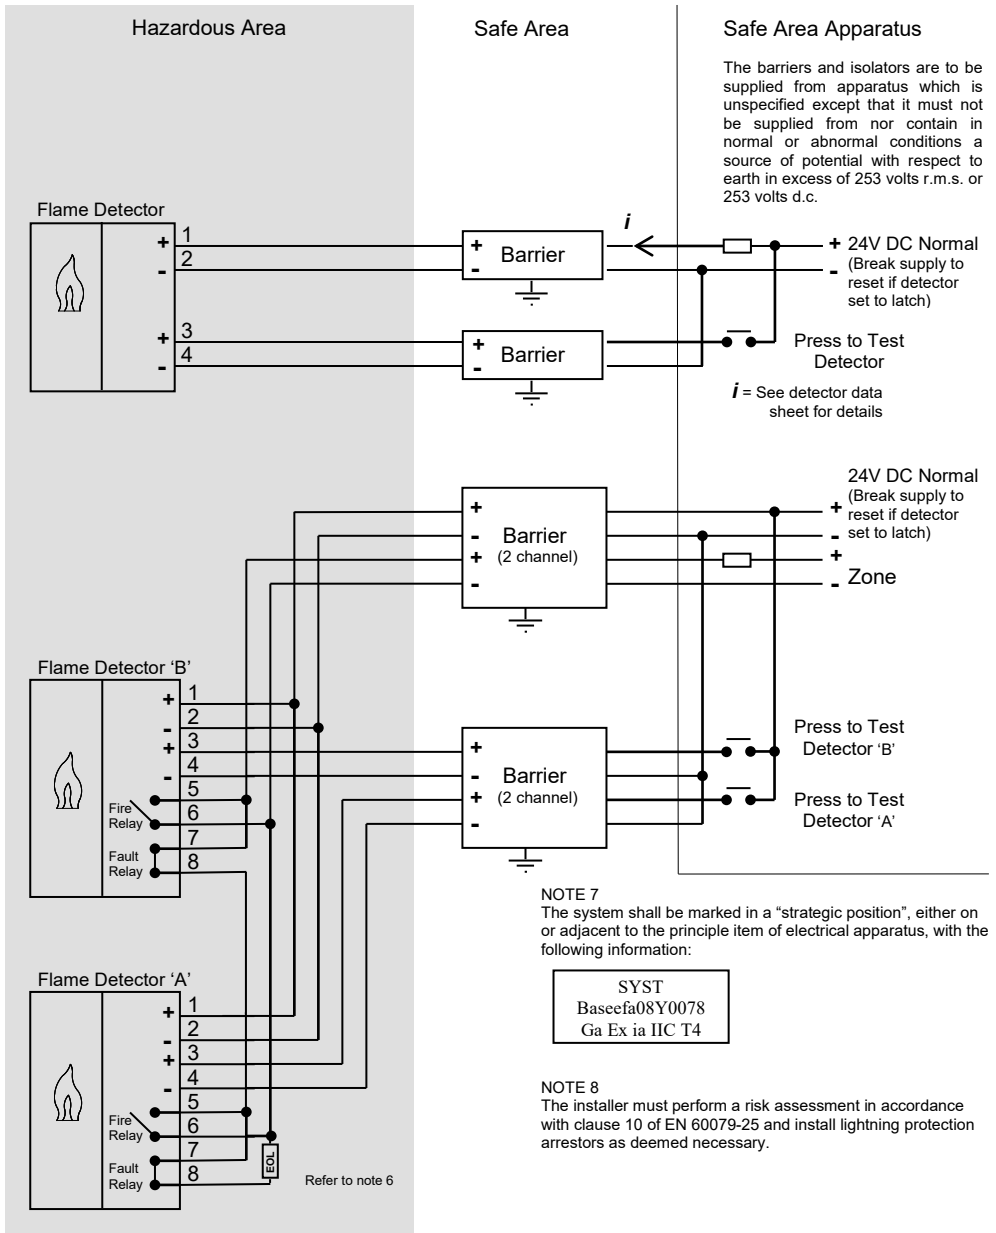 Hazardous Area
Safe Area
Safe Area Apparatus
The barriers and isolators are to be
supplied from apparatus which is
unspecified except that it must not
be supplied from nor contain in
normal or abnormal conditions a
source of potential with respect to
earth in excess of 253 volts r.m.s. or
253 volts d.c.
Flame Detector
+ 1
- 2
+ 3
- 4
+ Barrier
-
i
+ 24V DC Normal
- (Break supply to
reset if detector
set to latch)
+ Barrier
-
Press to Test
Detector
i = See detector data
sheet for details
+
-
+
-
Barrier
(2 channel)
24V DC Normal
+ (Break supply to
reset if detector
- set to latch)
+
- Zone
Flame Detector ‘B’
+ 1
- 2
+ 3
- 4
5
Fire
Relay
6
7
Fault
Relay
8
+
-
+
-
Barrier
(2 channel)
Press to Test
Detector ‘B’
Press to Test
Detector ‘A’
NOTE 7
The system shall be marked in a “strategic position”, either on
or adjacent to the principle item of electrical apparatus, with the
following information:
SYST
Baseefa08Y0078
Ga Ex ia IIC T4
Flame Detector ‘A’
+ 1
- 2
+ 3
- 4
5
Fire
Relay
6
7
Fault
Relay
8
EOL
Refer to note 6
NOTE 8
The installer must perform a risk assessment in accordance
with clause 10 of EN 60079-25 and install lightning protection
arrestors as deemed necessary.